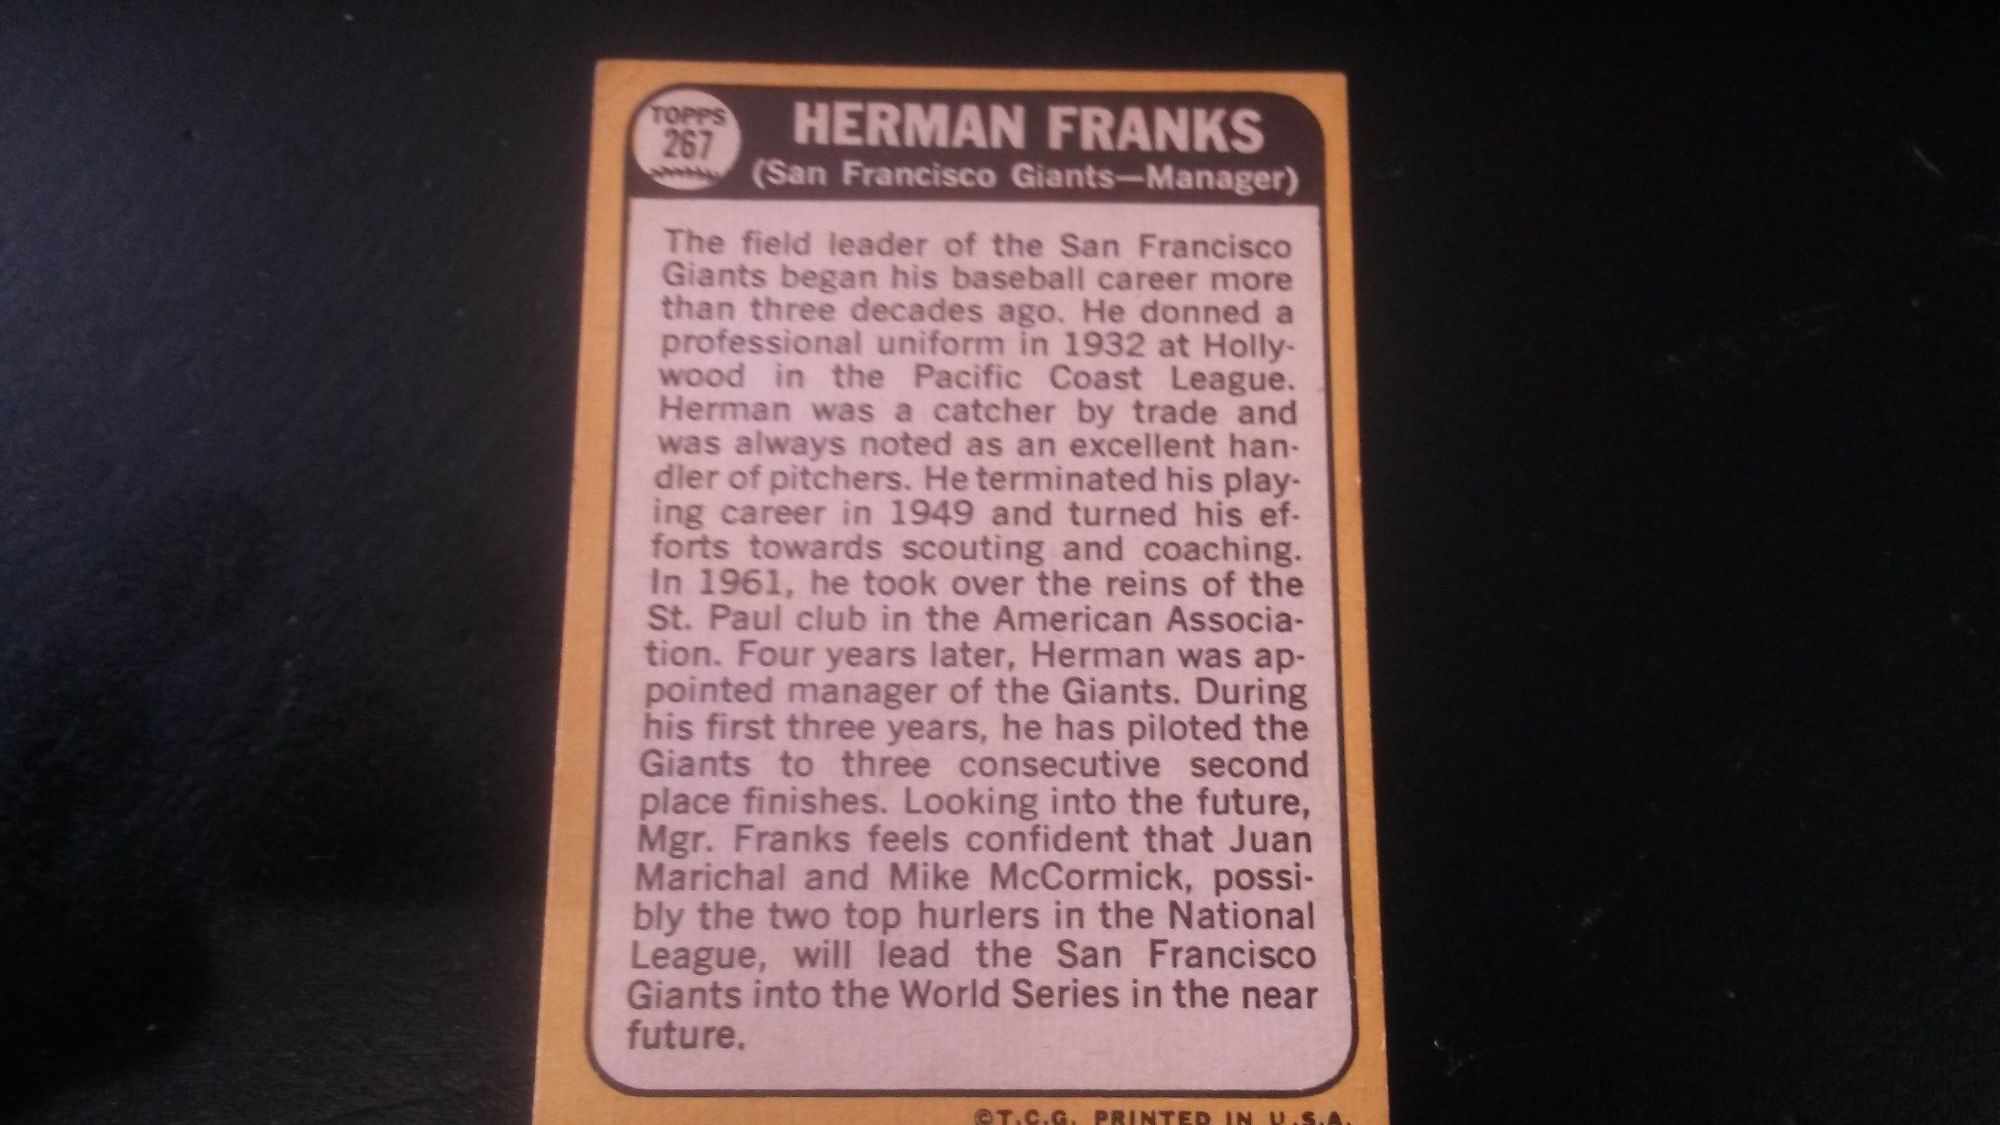 TOPPS
267
HERMAN FRANKS
(San Francisco Giants—Manager)
The field leader of the San Francisco
Giants began his baseball career more
than three decades ago. He donned a
professional uniform in 1932 at Holly-
wood in the Pacific Coast League.
Herman was a catcher by trade and
was always noted as an excellent han-
dler of pitchers. He terminated his play-
ing career in 1949 and turned his ef-
forts towards scouting and coaching.
In 1961, he took over the reins of the
St. Paul club in the American Associa-
tion. Four years later, Herman was ap-
pointed manager of the Giants. During
his first three years, he has piloted the
Giants to three consecutive second
place finishes. Looking into the future,
Mgr. Franks feels confident that Juan
Marichal and Mike McCormick, possi-
bly the two top hurlers in the National
League, will lead the San Francisco
Giants into the World Series in the near
future.
©T.C.G. PRINTED IN U.S.A.